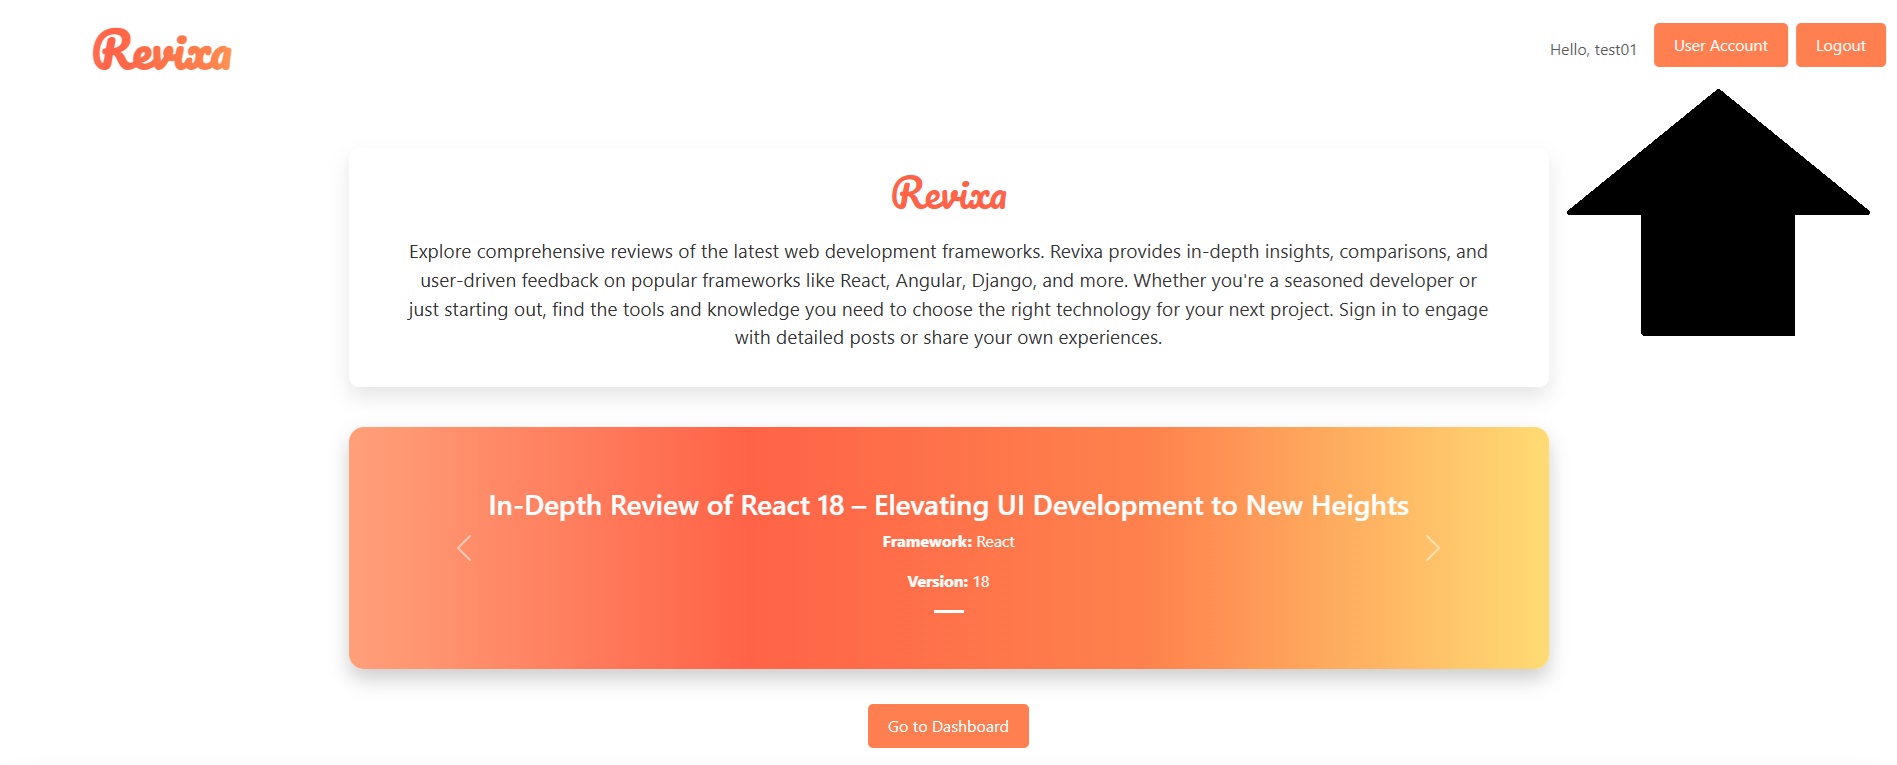 Revixa
Hello, test01
User Account
Logout
Revixa
Explore comprehensive reviews of the latest web development frameworks. Revixa provides in-depth insights, comparisons, and
user-driven feedback on popular frameworks like React, Angular, Django, and more. Whether you're a seasoned developer or
just starting out, find the tools and knowledge you need to choose the right technology for your next project. Sign in to engage
with detailed posts or share your own experiences.
In-Depth Review of React 18 – Elevating UI Development to New Heights
Framework: React
Version: 18
Go to Dashboard